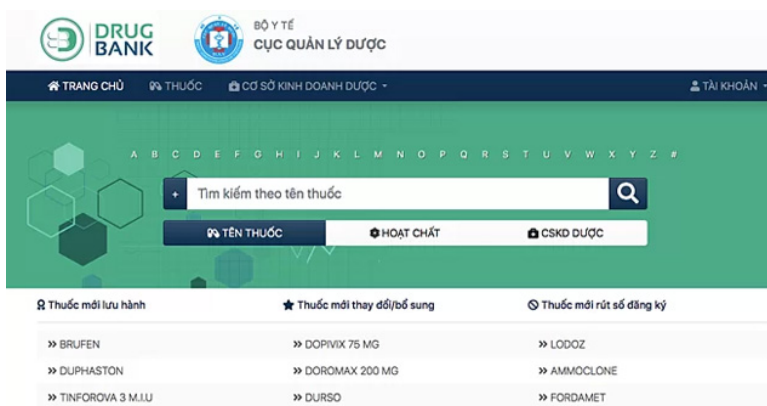 DRUG BANK
BỘ Y TẾ
CỤC QUẢN LÝ DƯỢC
TRANG CHỦ THUỐC CƠ SỞ KINH DOANH DƯỢC TÀI KHOẢN
A B C D E F G H I J K L M N O P Q R S T U V W X Y Z #
+ Tìm kiếm theo tên thuốc
TÊN THUỐC HOẠT CHẤT CSKD DƯỢC
Thuốc mới lưu hành Thuốc mới thay đổi/bổ sung Thuốc mới rút số đăng ký
» BRUFEN » DOPIVIX 75 MG » LODOZ
» DUPHASTON » DOROMAX 200 MG » AMMOCLONE
» TINFOROVA 3 M.I.U » DURSO » FORDAMET